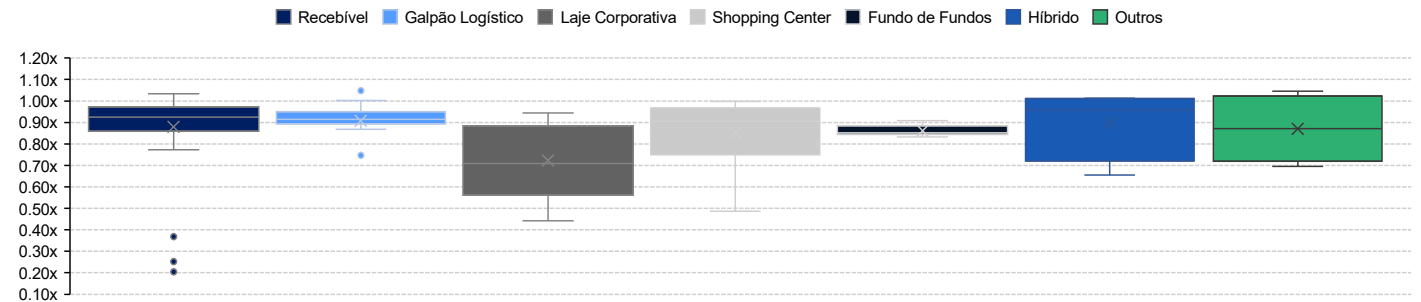 Recebível Galpão Logístico Laje Corporativa Shopping Center Fundo de Fundos Híbrido Outros
1.20x
1.10x
1.00x
0.90x
0.80x
0.70x
0.60x
0.50x
0.40x
0.30x
0.20x
0.10x